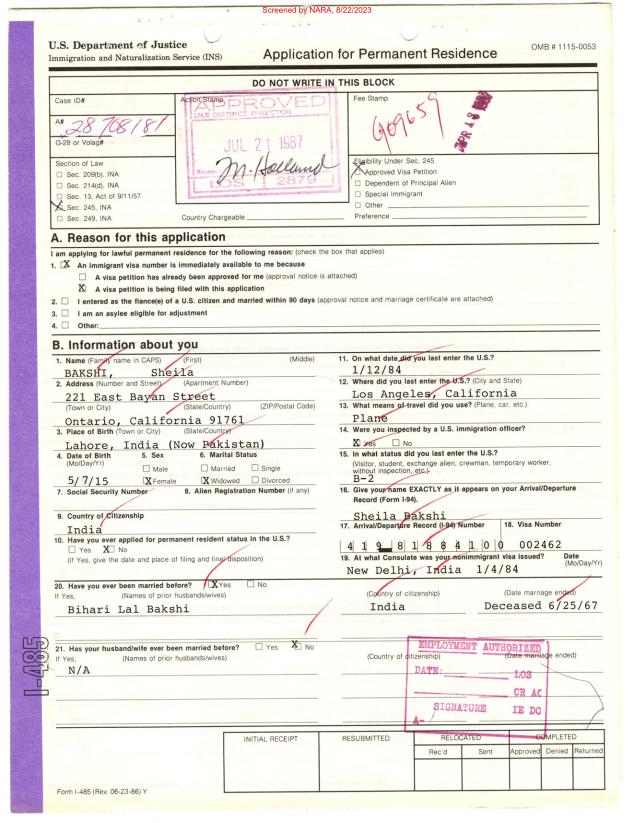 Screened by NARA, 8/22/2023
U.S. Department of Justice
Immigration and Naturalization Service (INS)
Application for Permanent Residence
OMB # 1115-0053
DO NOT WRITE IN THIS BLOCK
Case ID#
Action Stamp
Fee Stamp
A#
28 708 181
G-28 or Volag#
APPROVED
I.N.S DISTRICT DIRECTOR
JUL 21 1987
M. Holland
LOS 2879
G09659
APR 13
Section of Law
☐ Sec. 209(b), INA
☐ Sec. 214(d), INA
☐ Sec. 13, Act of 9/11/57
X Sec. 245, INA
☐ Sec. 249, INA
Country Chargeable
Eligibility Under Sec. 245
X Approved Visa Petition
☐ Dependent of Principal Alien
☐ Special Immigrant
☐ Other
Preference
A. Reason for this application
I am applying for lawful permanent residence for the following reason: (check the box that applies)
1. X An immigrant visa number is immediately available to me because
☐ A visa petition has already been approved for me (approval notice is attached)
X A visa petition is being filed with this application
2. ☐ I entered as the fiance(e) of a U.S. citizen and married within 90 days (approval notice and marriage certificate are attached)
3. ☐ I am an asylee eligible for adjustment
4. ☐ Other:
B. Information about you
1. Name (Family name in CAPS) (First) (Middle)
BAKSHI, Sheila
2. Address (Number and Street) (Apartment Number)
221 East Bayan Street
(Town or City) (State/Country) (ZIP/Postal Code)
Ontario, California 91761
3. Place of Birth (Town or City) (State/Country)
Lahore, India (Now Pakistan)
4. Date of Birth 5. Sex 6. Marital Status
(Mo/Day/Yr) ☐ Male ☐ Married ☐ Single
5/7/15 X Female X Widowed ☐ Divorced
7. Social Security Number 8. Alien Registration Number (if any)
9. Country of Citizenship
India
10. Have you ever applied for permanent resident status in the U.S.?
☐ Yes X No
(If Yes, give the date and place of filing and final disposition)
11. On what date did you last enter the U.S.?
1/12/84
12. Where did you last enter the U.S.? (City and State)
Los Angeles, California
13. What means of travel did you use? (Plane, car, etc.)
Plane
14. Were you inspected by a U.S. immigration officer?
X Yes ☐ No
15. In what status did you last enter the U.S.?
(Visitor, student, exchange alien, crewman, temporary worker,
without inspection, etc.)
B-2
16. Give your name EXACTLY as it appears on your Arrival/Departure
Record (Form I-94).
Sheila Bakshi
17. Arrival/Departure Record (I-94) Number 18. Visa Number
4 1 9 8 1 8 8 4 1 0 0 002462
19. At what Consulate was your nonimmigrant visa issued? Date
(Mo/Day/Yr)
New Delhi, India 1/4/84
20. Have you ever been married before? X Yes ☐ No
If Yes, (Names of prior husbands/wives) (Country of citizenship) (Date marriage ended)
Bihari Lal Bakshi India Deceased 6/25/67
21. Has your husband/wife ever been married before? ☐ Yes X No
If Yes, (Names of prior husbands/wives) (Country of citizenship) (Date marriage ended)
N/A
EMPLOYMENT AUTHORIZED
DATE: LOS
CR AC
SIGNATURE IE DO
A-
I-485
INITIAL RECEIPT RESUBMITTED RELOCATED COMPLETED
Rec'd Sent Approved Denied Returned
Form I-485 (Rev. 06-23-86) Y